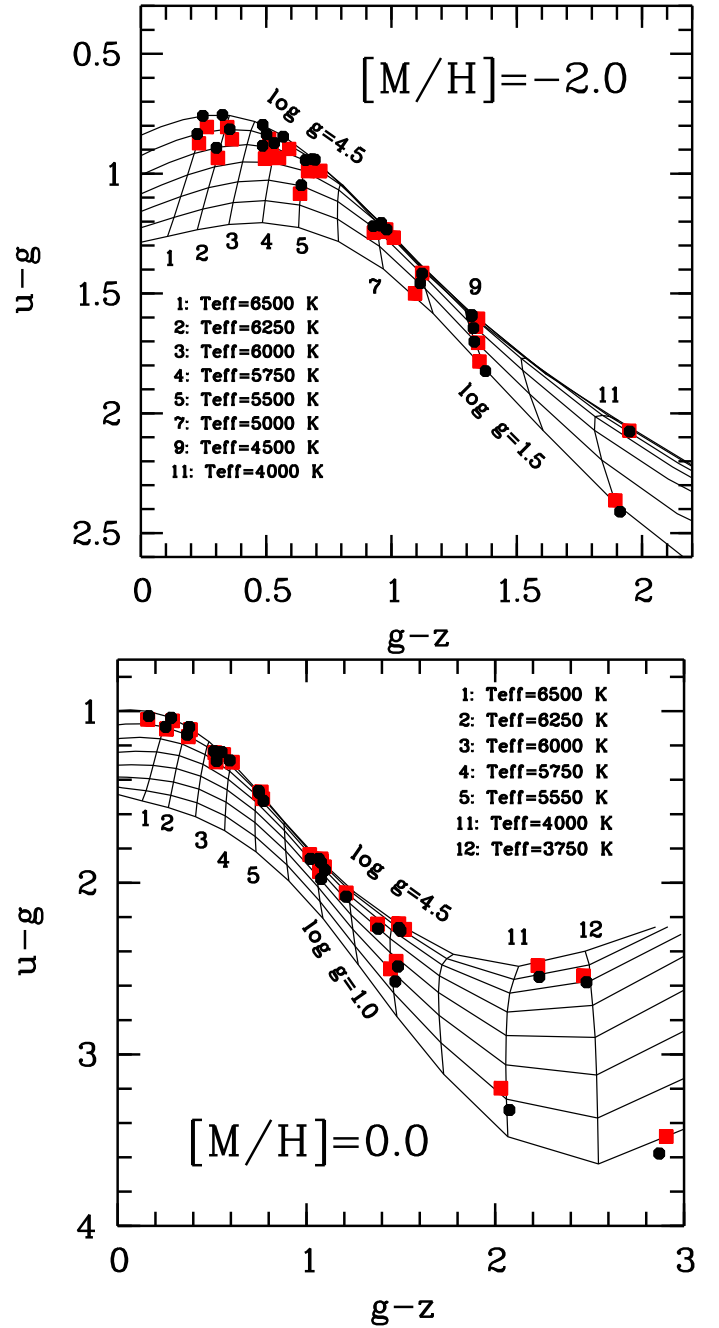 0.5
1
1.5
2
2.5
u-g
[M/H]=-2.0
log g=4.5
1
2
3
4
5
7
9
11
log g=1.5
1: Teff=6500 K
2: Teff=6250 K
3: Teff=6000 K
4: Teff=5750 K
5: Teff=5500 K
7: Teff=5000 K
9: Teff=4500 K
11: Teff=4000 K
0 0.5 1 1.5 2
g-z
1
2
3
4
u-g
1: Teff=6500 K
2: Teff=6250 K
3: Teff=6000 K
4: Teff=5750 K
5: Teff=5550 K
11: Teff=4000 K
12: Teff=3750 K
1
2
3
4
5
log g=4.5
11
12
log g=1.0
[M/H]=0.0
0 1 2 3
g-z